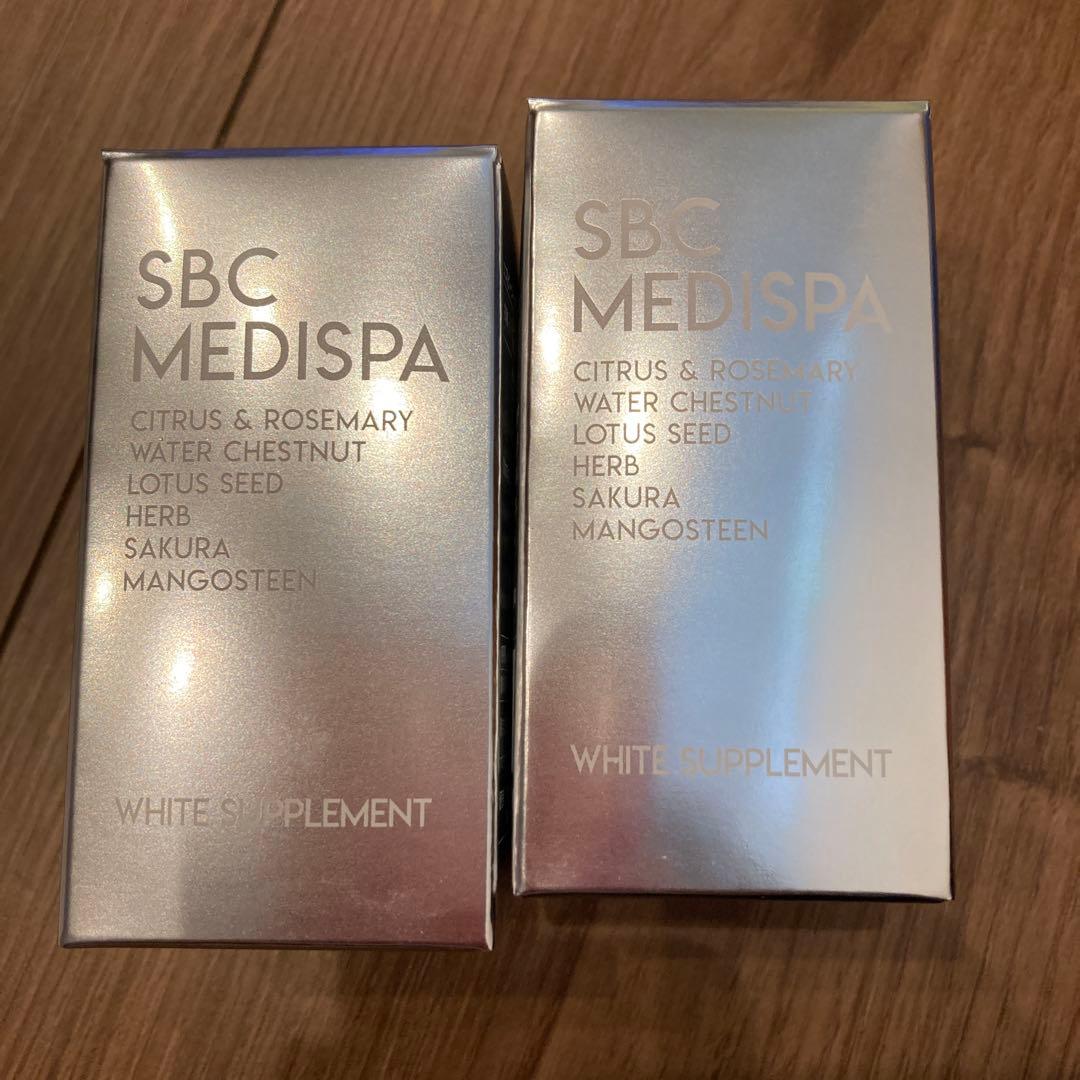 SBC
MEDISPA
CITRUS & ROSEMARY
WATER CHESTNUT
LOTUS SEED
HERB
SAKURA
MANGOSTEEN
WHITE SUPPLEMENT
SBC
MEDISPA
CITRUS & ROSEMARY
WATER CHESTNUT
LOTUS SEED
HERB
SAKURA
MANGOSTEEN
WHITE SUPPLEMENT